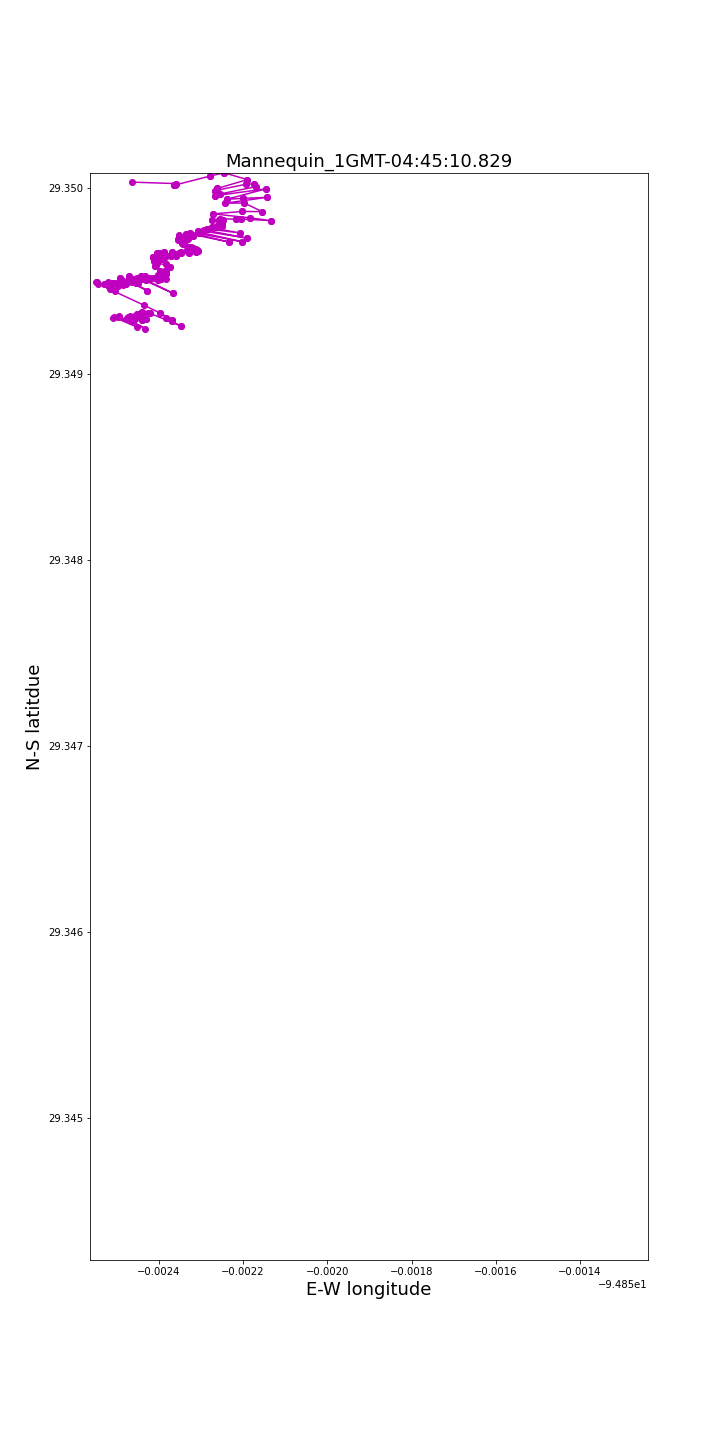 Mannequin_1GMT-04:45:10.829
29.350
29.349
29.348
29.347
29.346
29.345
N-S latitdue
−0.0024 −0.0022 −0.0020 −0.0018 −0.0016 −0.0014
−9.485e1
E-W longitude